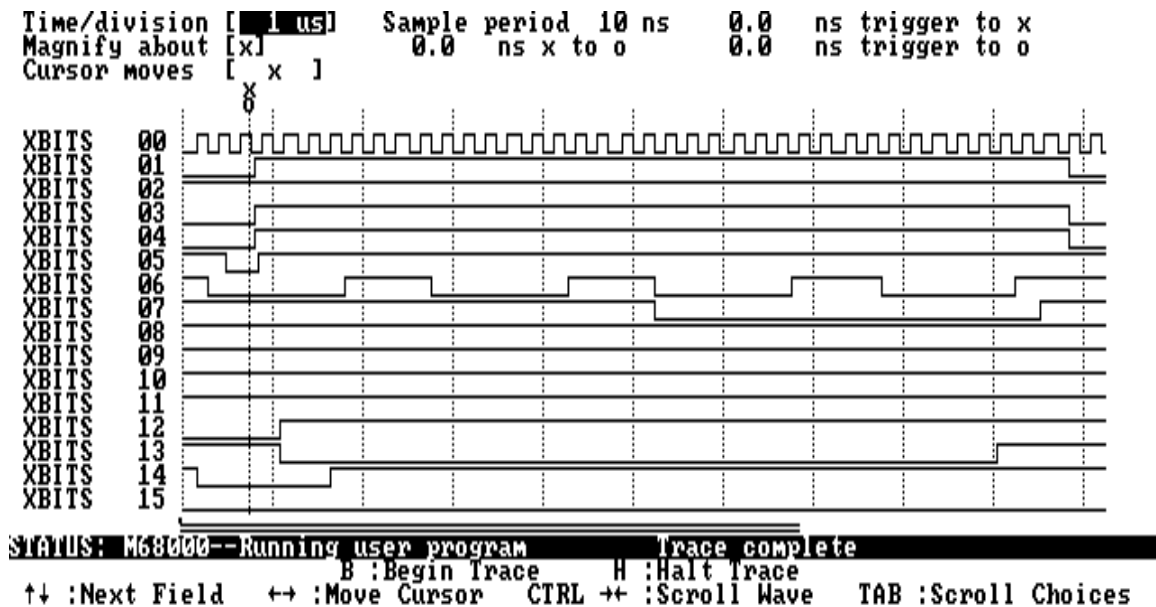 Time/division [ 1 us] Sample period 10 ns 0.0 ns trigger to x
Magnify about [x] 0.0 ns x to o 0.0 ns trigger to o
Cursor moves [ x ]
x
o
XBITS 00
XBITS 01
XBITS 02
XBITS 03
XBITS 04
XBITS 05
XBITS 06
XBITS 07
XBITS 08
XBITS 09
XBITS 10
XBITS 11
XBITS 12
XBITS 13
XBITS 14
XBITS 15
STATUS: M68000--Running user program Trace complete
B :Begin Trace H :Halt Trace
↑↓ :Next Field ←→ :Move Cursor CTRL →← :Scroll Wave TAB :Scroll Choices